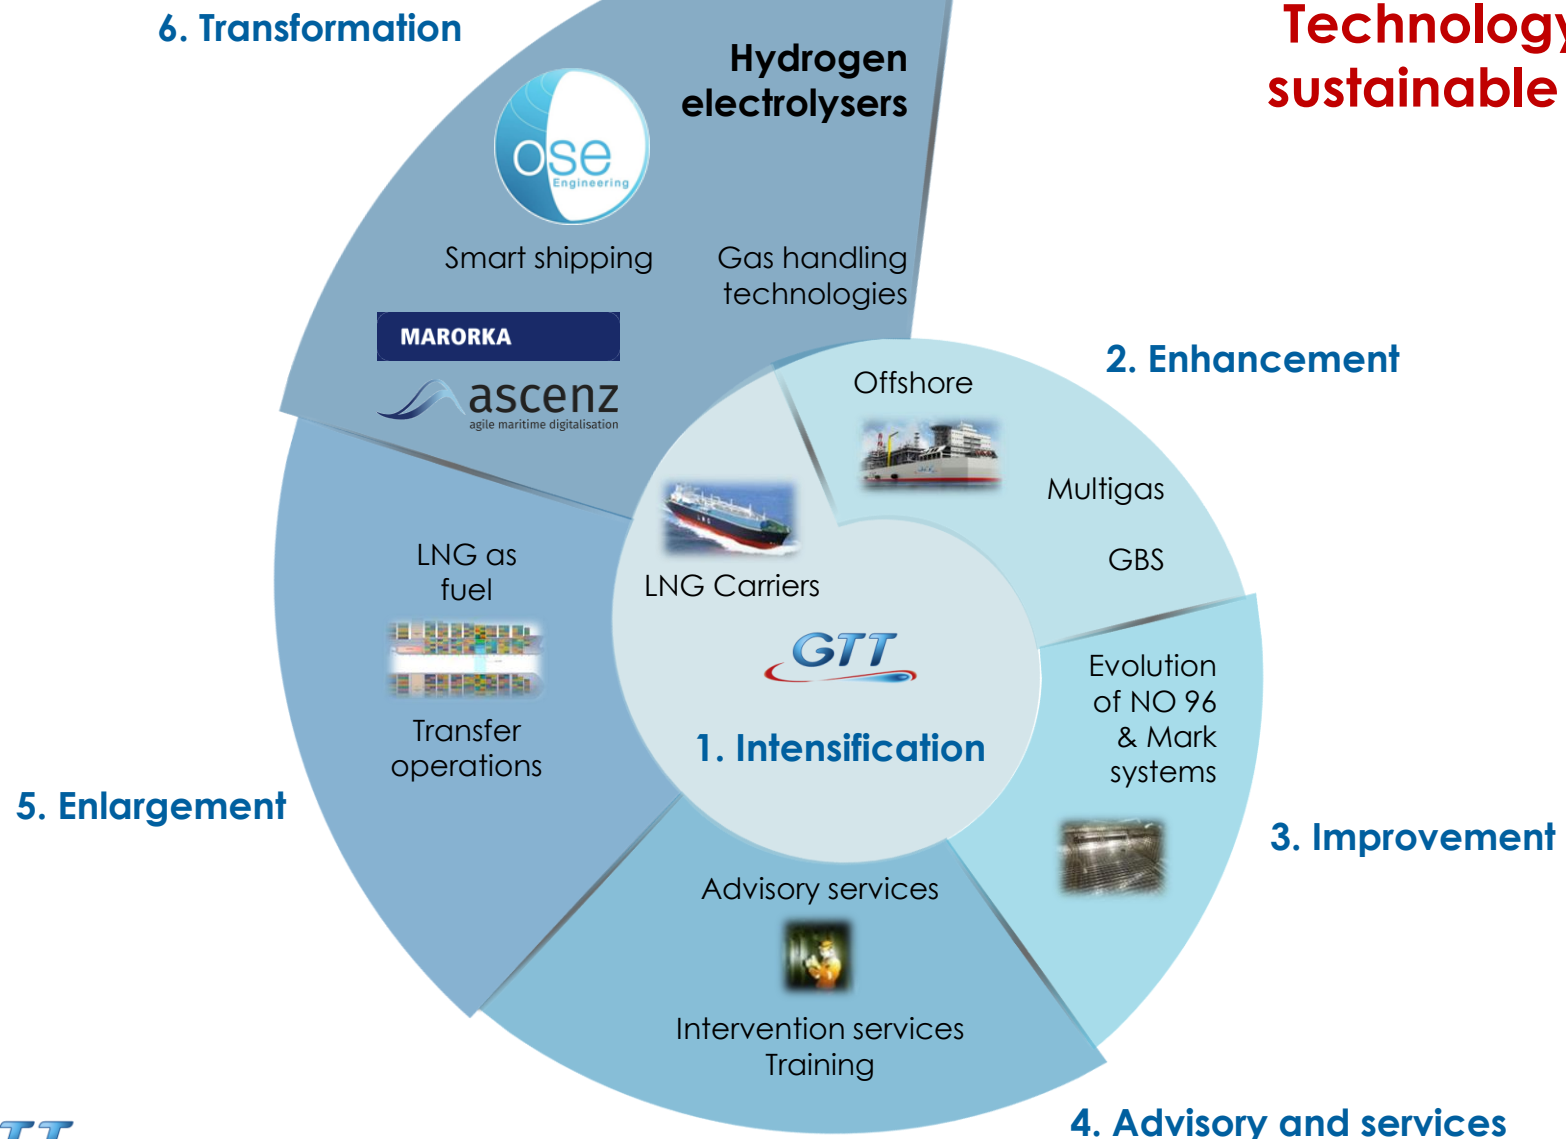 6. Transformation
Technology
sustainable
Hydrogen
electrolysers
ose
Engineering
Smart shipping
Gas handling
technologies
MARORKA
ascenz
agile maritime digitalisation
2. Enhancement
Offshore
Multigas
GBS
LNG
LNG Carriers
GTT
1. Intensification
LNG as
fuel
Transfer
operations
5. Enlargement
Evolution
of NO 96
& Mark
systems
3. Improvement
Advisory services
Intervention services
Training
4. Advisory and services
TT